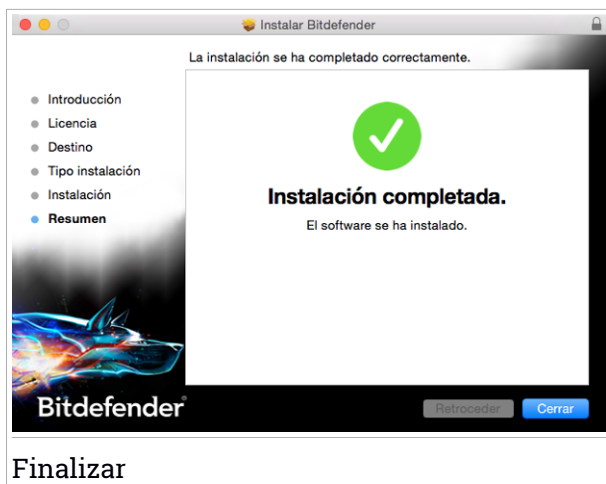 Instalar Bitdefender
La instalación se ha completado correctamente.
Introducción
Licencia
Destino
Tipo instalación
Instalación
Resumen
Instalación completada.
El software se ha instalado.
Bitdefender
Retroceder
Cerrar
Finalizar